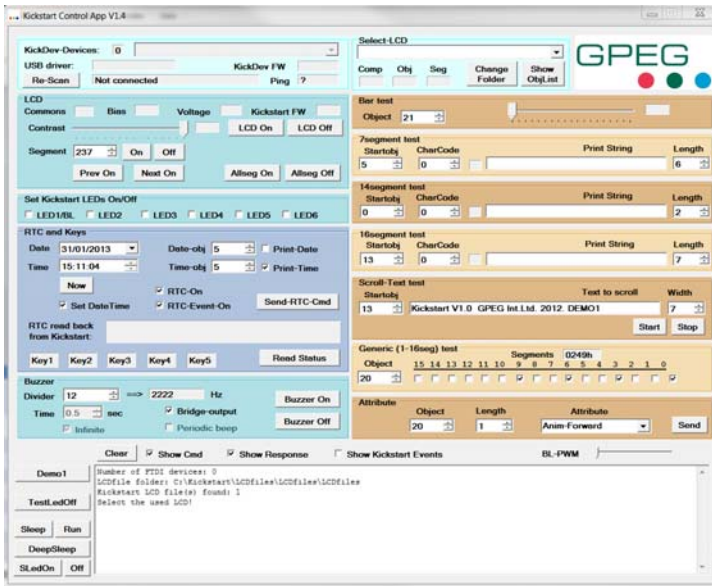 Kickstart Control App V1.4
KickDev-Devices: 0
USB driver: KickDev FW
Re-Scan Not connected Ping ?
Select-LCD
Comp Obj Seg Change Folder Show ObjList
GPEG
LCD
Commons Bias Voltage Kickstart FW
Contrast LCD On LCD Off
Segment 237 On Off
Prev On Next On Allseg On Allseg Off
Set Kickstart LEDs On/Off
LED1/BL LED2 LED3 LED4 LED5 LED6
RTC and Keys
Date 31/01/2013 Date-obj 5 Print-Date
Time 15:11:04 Time-obj 5 Print-Time
Now RTC-On
Set DateTime RTC-Event-On Send-RTC-Cmd
RTC read back
from Kickstart:
Key1 Key2 Key3 Key4 Key5 Read Status
Buzzer
Divider 12 ==> 2222 Hz Buzzer On
Time 0.5 sec Bridge-output
Infinite Periodic beep Buzzer Off
Bar test
Object 21
7segment test
Startobj CharCode Print String Length
5 0 6
14segment test
Startobj CharCode Print String Length
0 0 2
16segment test
Startobj CharCode Print String Length
13 0 7
Scroll-Text test
Startobj Text to scroll Width
13 Kickstart V1.0 GPEG Int.Ltd. 2012. DEMO1 7
Start Stop
Generic (1-16seg) test
Object Segments 0249h
15 14 13 12 11 10 9 8 7 6 5 4 3 2 1 0
20
Attribute
Object Length Attribute
20 1 Anim-Forward Send
Clear Show Cmd Show Response Show Kickstart Events BL-PWM
Demo1
TestLedOff
Sleep Run
DeepSleep
SLedOn Off
Number of FTDI devices: 0
LCDfile folder: C:\Kickstart\LCDfiles\LCDfiles\LCDfiles
Kickstart LCD file(s) found: 1
Select the used LCD!